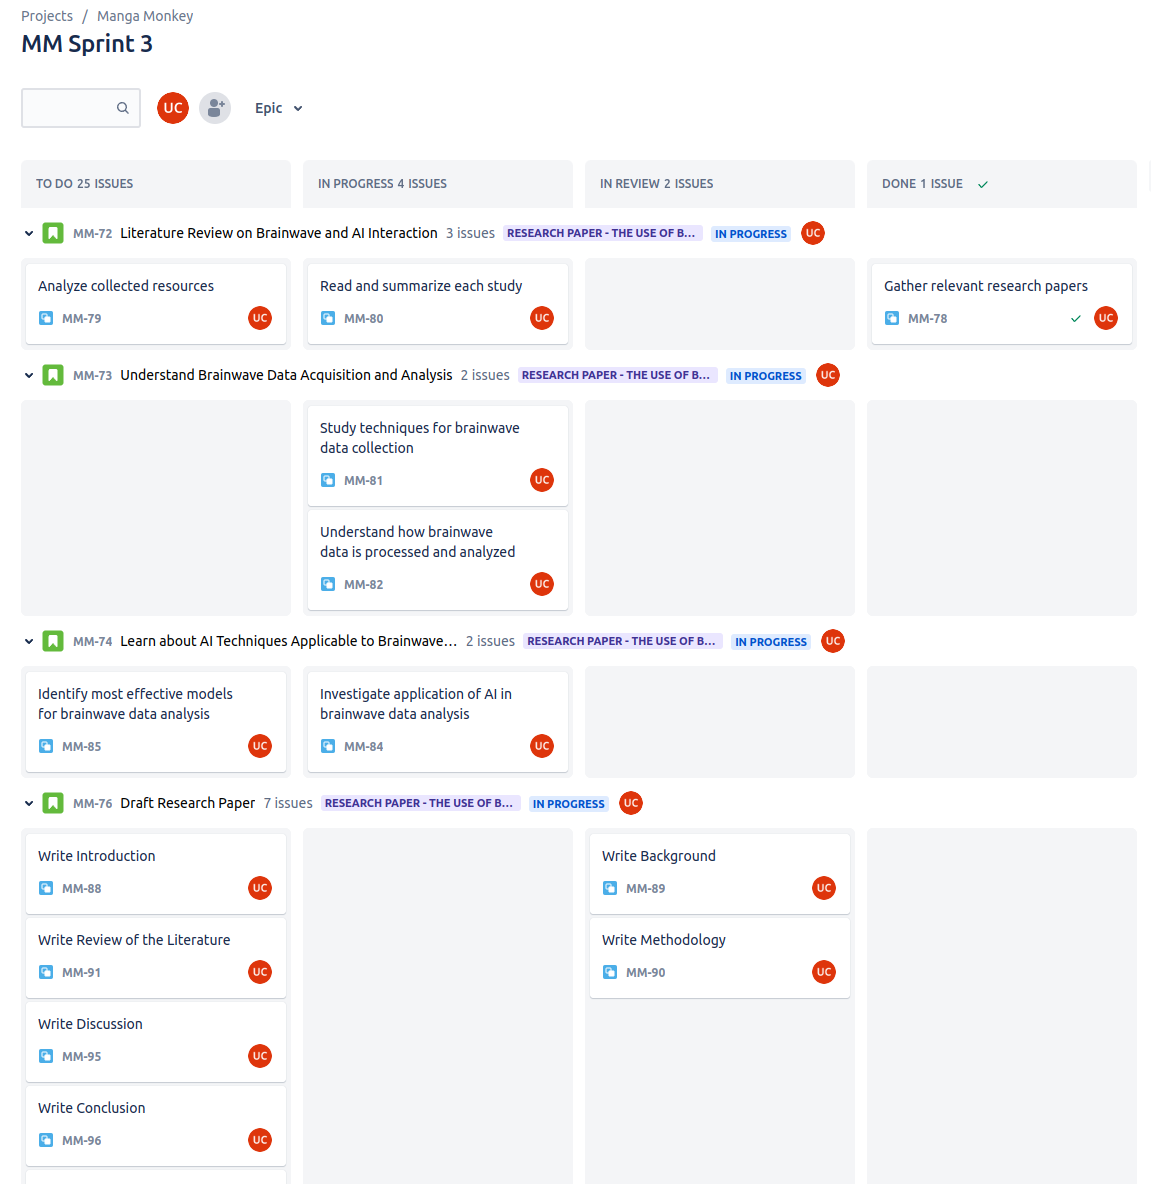 Projects / Manga Monkey
MM Sprint 3
UC
Epic
TO DO 25 ISSUES
IN PROGRESS 4 ISSUES
IN REVIEW 2 ISSUES
DONE 1 ISSUE
MM-72 Literature Review on Brainwave and AI Interaction 3 issues RESEARCH PAPER - THE USE OF B... IN PROGRESS UC
Analyze collected resources
MM-79 UC
Read and summarize each study
MM-80 UC
Gather relevant research papers
MM-78 UC
MM-73 Understand Brainwave Data Acquisition and Analysis 2 issues RESEARCH PAPER - THE USE OF B... IN PROGRESS UC
Study techniques for brainwave
data collection
MM-81 UC
Understand how brainwave
data is processed and analyzed
MM-82 UC
MM-74 Learn about AI Techniques Applicable to Brainwave... 2 issues RESEARCH PAPER - THE USE OF B... IN PROGRESS UC
Identify most effective models
for brainwave data analysis
MM-85 UC
Investigate application of AI in
brainwave data analysis
MM-84 UC
MM-76 Draft Research Paper 7 issues RESEARCH PAPER - THE USE OF B... IN PROGRESS UC
Write Introduction
MM-88 UC
Write Review of the Literature
MM-91 UC
Write Discussion
MM-95 UC
Write Conclusion
MM-96 UC
Write Background
MM-89 UC
Write Methodology
MM-90 UC